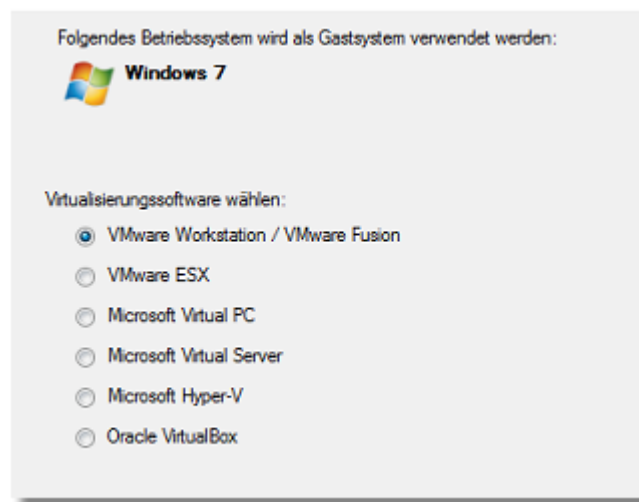 Folgendes Betriebssystem wird als Gastsystem verwendet werden:
Windows 7
Virtualisierungssoftware wählen:
VMware Workstation / VMware Fusion
VMware ESX
Microsoft Virtual PC
Microsoft Virtual Server
Microsoft Hyper-V
Oracle VirtualBox